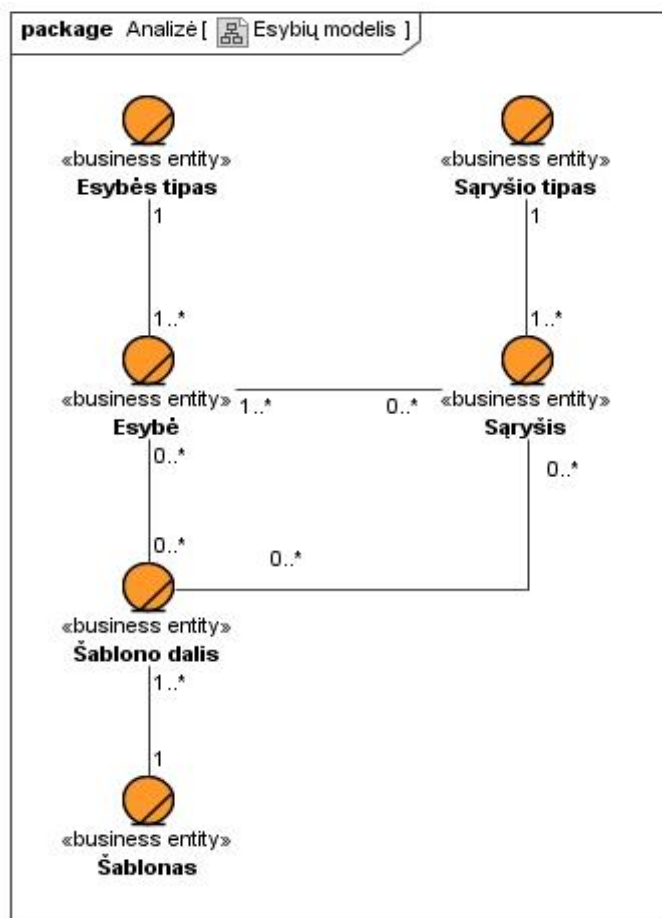 package Analizė [ Esybių modelis ]
«business entity» «business entity»
Esybės tipas Sąryšio tipas
1 1
1..* 1..*
«business entity» 1..* 0..* «business entity»
Esybė Sąryšis
0..* 0..*
0..* 0..*
«business entity»
Šablono dalis
1..*
1
«business entity»
Šablonas